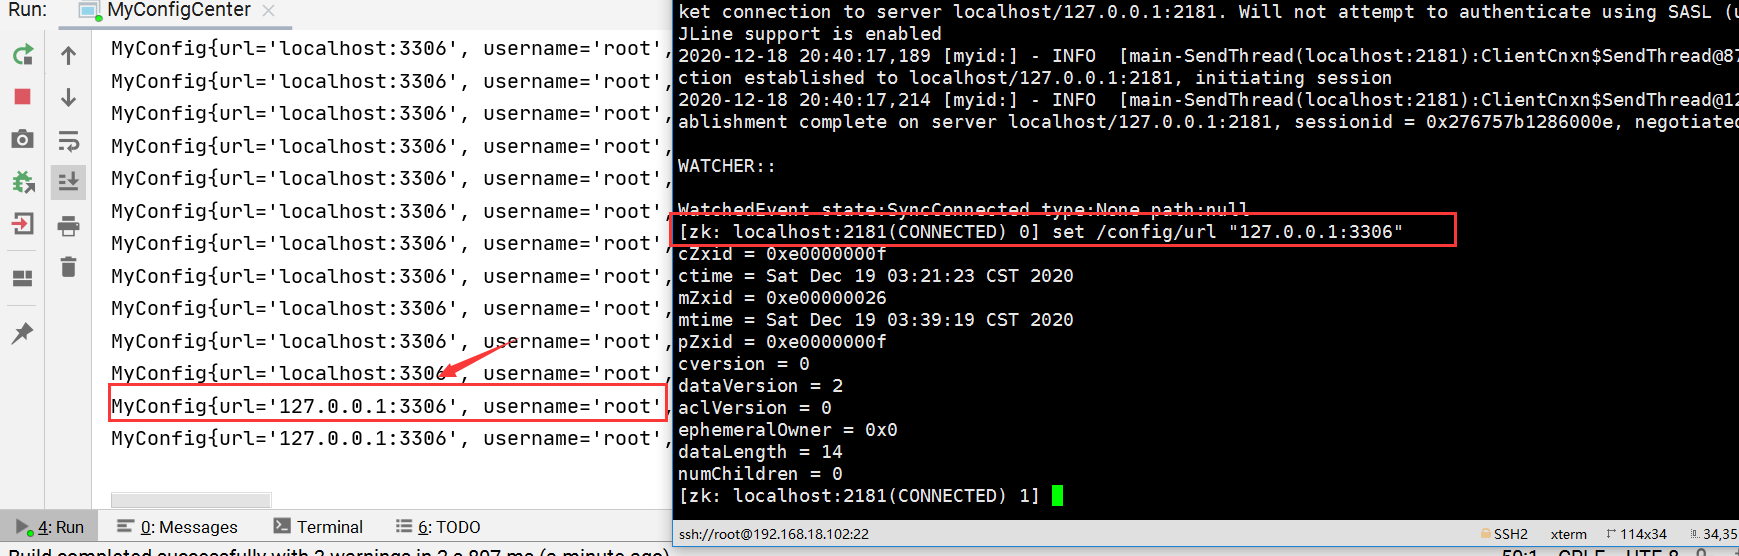 Run:
MyConfigCenter
MyConfig{url='localhost:3306', username='root',
MyConfig{url='localhost:3306', username='root',
MyConfig{url='localhost:3306', username='root',
MyConfig{url='localhost:3306', username='root',
MyConfig{url='localhost:3306', username='root',
MyConfig{url='localhost:3306', username='root',
MyConfig{url='localhost:3306', username='root',
MyConfig{url='localhost:3306', username='root',
MyConfig{url='localhost:3306', username='root',
MyConfig{url='localhost:3306', username='root',
MyConfig{url='localhost:3306', username='root',
MyConfig{url='127.0.0.1:3306', username='root',
MyConfig{url='127.0.0.1:3306', username='root',
4: Run
0: Messages
Terminal
6: TODO
Build completed successfully with 2 warnings in 2 s 807 ms (a minute ago)
ket connection to server localhost/127.0.0.1:2181. Will not attempt to authenticate using SASL (u
JLine support is enabled
2020-12-18 20:40:17,189 [myid:] - INFO  [main-SendThread(localhost:2181):ClientCnxn$SendThread@87
ction established to localhost/127.0.0.1:2181, initiating session
2020-12-18 20:40:17,214 [myid:] - INFO  [main-SendThread(localhost:2181):ClientCnxn$SendThread@12
ablishment complete on server localhost/127.0.0.1:2181, sessionid = 0x276757b1286000e, negotiated
WATCHER::
WatchedEvent state:SyncConnected type:None path:null
[zk: localhost:2181(CONNECTED) 0] set /config/url "127.0.0.1:3306"
cZxid = 0xe0000000f
ctime = Sat Dec 19 03:21:23 CST 2020
mZxid = 0xe00000026
mtime = Sat Dec 19 03:39:19 CST 2020
pZxid = 0xe0000000f
cversion = 0
dataVersion = 2
aclVersion = 0
ephemeralOwner = 0x0
dataLength = 14
numChildren = 0
[zk: localhost:2181(CONNECTED) 1]
ssh://root@192.168.18.102:22
SSH2
xterm
114x34
34,35
50:1
CRLF
UTF-8